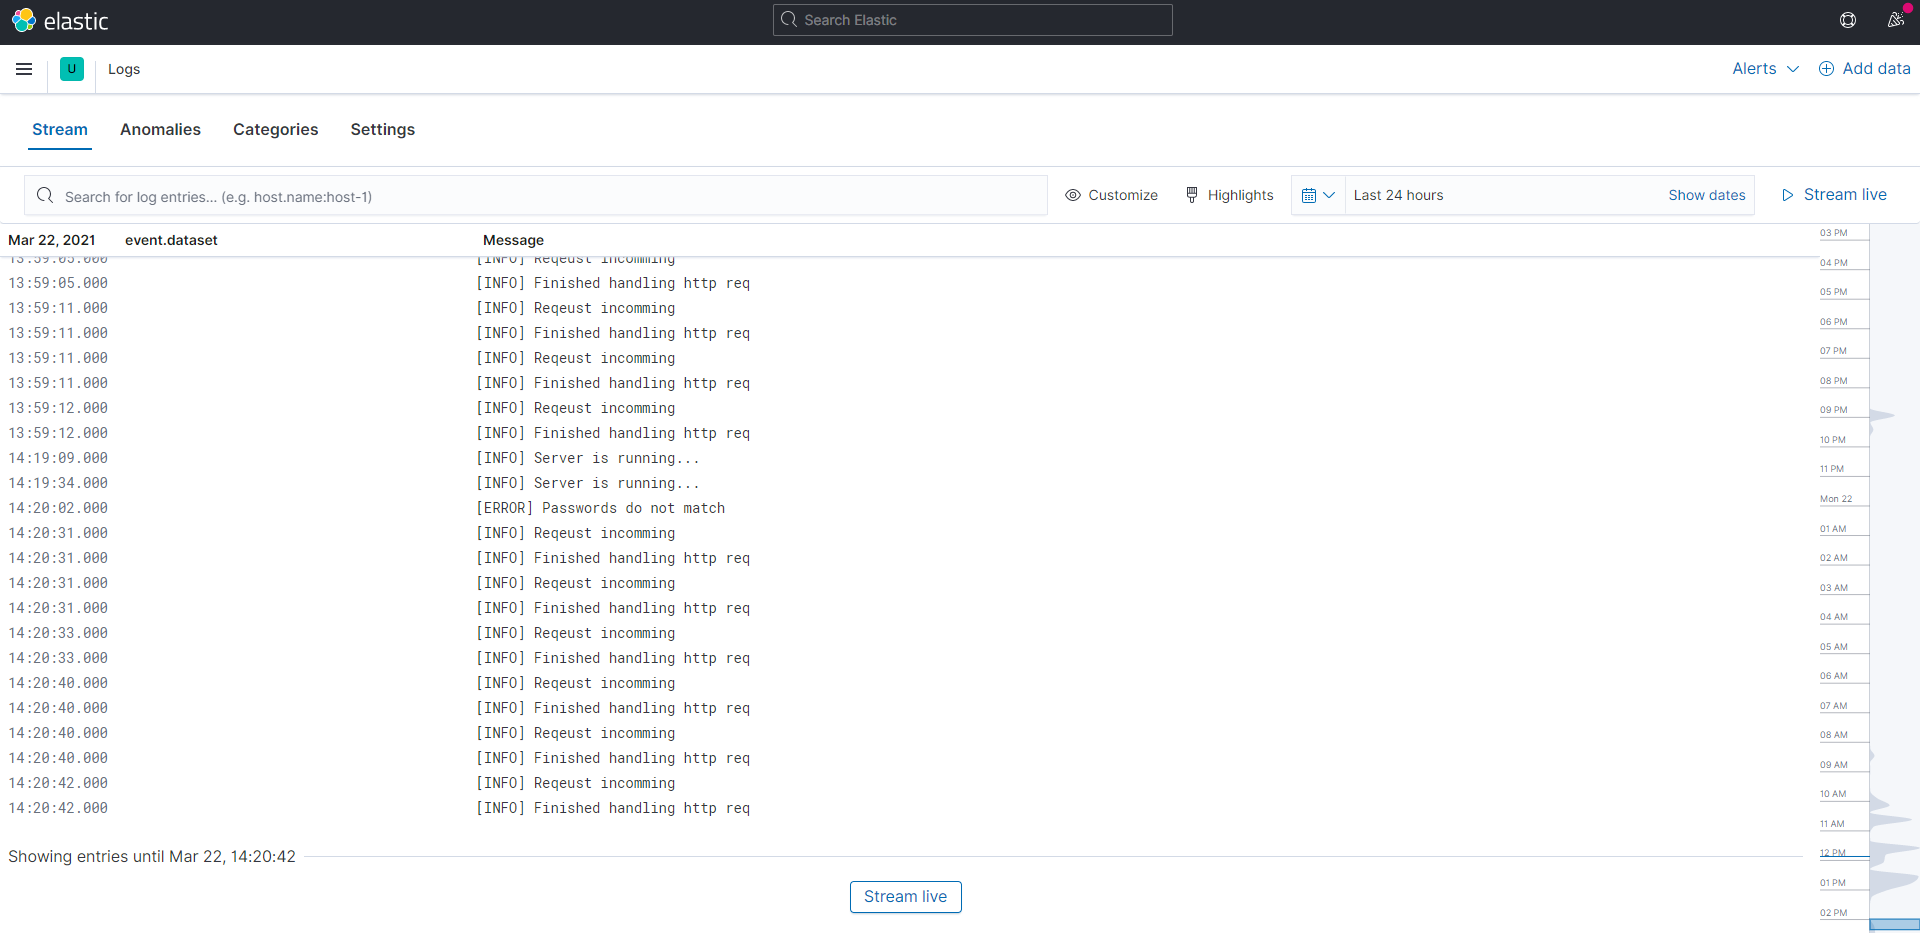 elastic
Search Elastic
U
Logs
Alerts
Add data
Stream Anomalies Categories Settings
Search for log entries... (e.g. host.name:host-1)
Customize
Highlights
Last 24 hours
Show dates
Stream live
Mar 22, 2021 event.dataset Message
13:59:05.000 [INFO] Reqeust incomming
13:59:05.000 [INFO] Finished handling http req
13:59:11.000 [INFO] Reqeust incomming
13:59:11.000 [INFO] Finished handling http req
13:59:11.000 [INFO] Reqeust incomming
13:59:11.000 [INFO] Finished handling http req
13:59:12.000 [INFO] Reqeust incomming
13:59:12.000 [INFO] Finished handling http req
14:19:09.000 [INFO] Server is running...
14:19:34.000 [INFO] Server is running...
14:20:02.000 [ERROR] Passwords do not match
14:20:31.000 [INFO] Reqeust incomming
14:20:31.000 [INFO] Finished handling http req
14:20:31.000 [INFO] Reqeust incomming
14:20:31.000 [INFO] Finished handling http req
14:20:33.000 [INFO] Reqeust incomming
14:20:33.000 [INFO] Finished handling http req
14:20:40.000 [INFO] Reqeust incomming
14:20:40.000 [INFO] Finished handling http req
14:20:40.000 [INFO] Reqeust incomming
14:20:40.000 [INFO] Finished handling http req
14:20:42.000 [INFO] Reqeust incomming
14:20:42.000 [INFO] Finished handling http req
Showing entries until Mar 22, 14:20:42
Stream live
03 PM
04 PM
05 PM
06 PM
07 PM
08 PM
09 PM
10 PM
11 PM
Mon 22
01 AM
02 AM
03 AM
04 AM
05 AM
06 AM
07 AM
08 AM
09 AM
10 AM
11 AM
12 PM
01 PM
02 PM